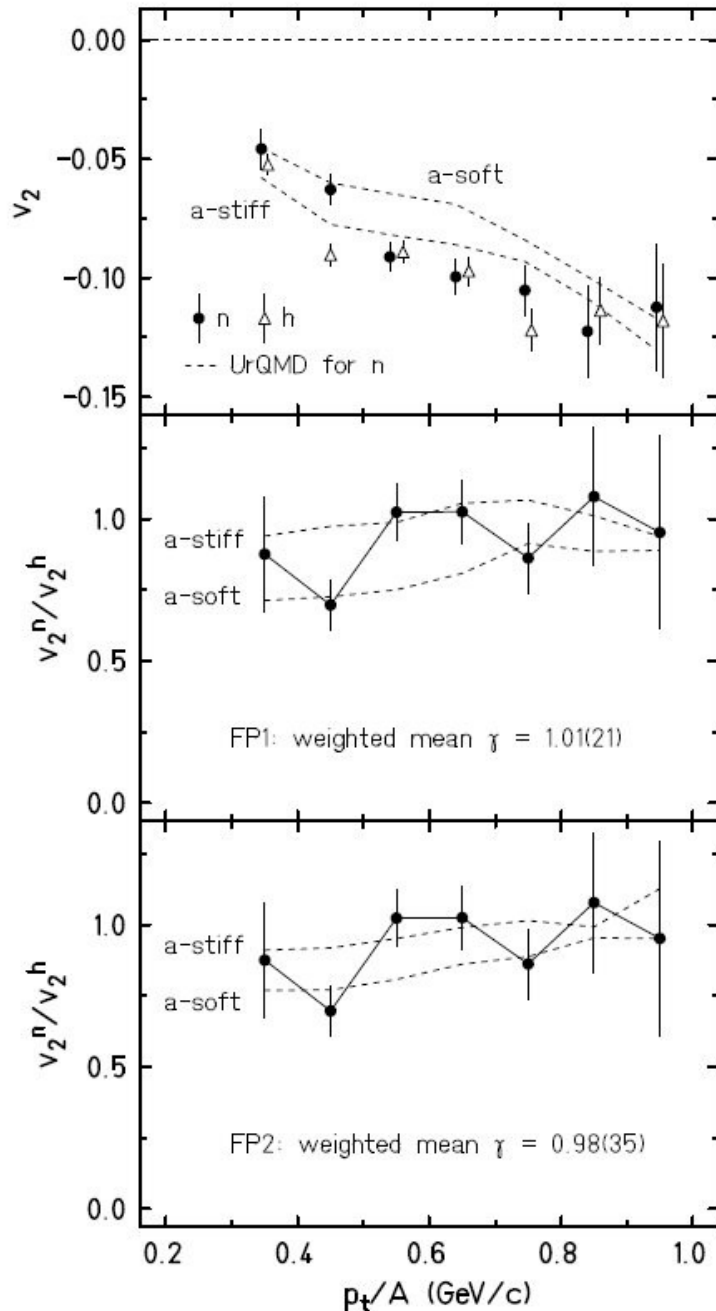 0.00
−0.05
−0.10
−0.15
v₂
a−soft
a−stiff
n h
UrQMD for n
1.0
0.5
0.0
v₂ⁿ/v₂ʰ
a−stiff
a−soft
FP1: weighted mean γ = 1.01(21)
1.0
0.5
0.0
v₂ⁿ/v₂ʰ
a−stiff
a−soft
FP2: weighted mean γ = 0.98(35)
0.2 0.4 0.6 0.8 1.0
pₜ/A (GeV/c)